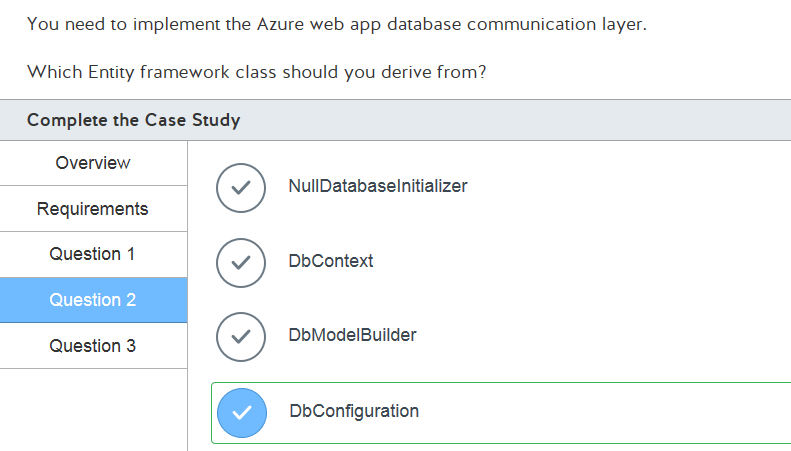 You need to implement the Azure web app database communication layer.
Which Entity framework class should you derive from?
Complete the Case Study
Overview
Requirements
Question 1
Question 2
Question 3
NullDatabaseInitializer
DbContext
DbModelBuilder
DbConfiguration